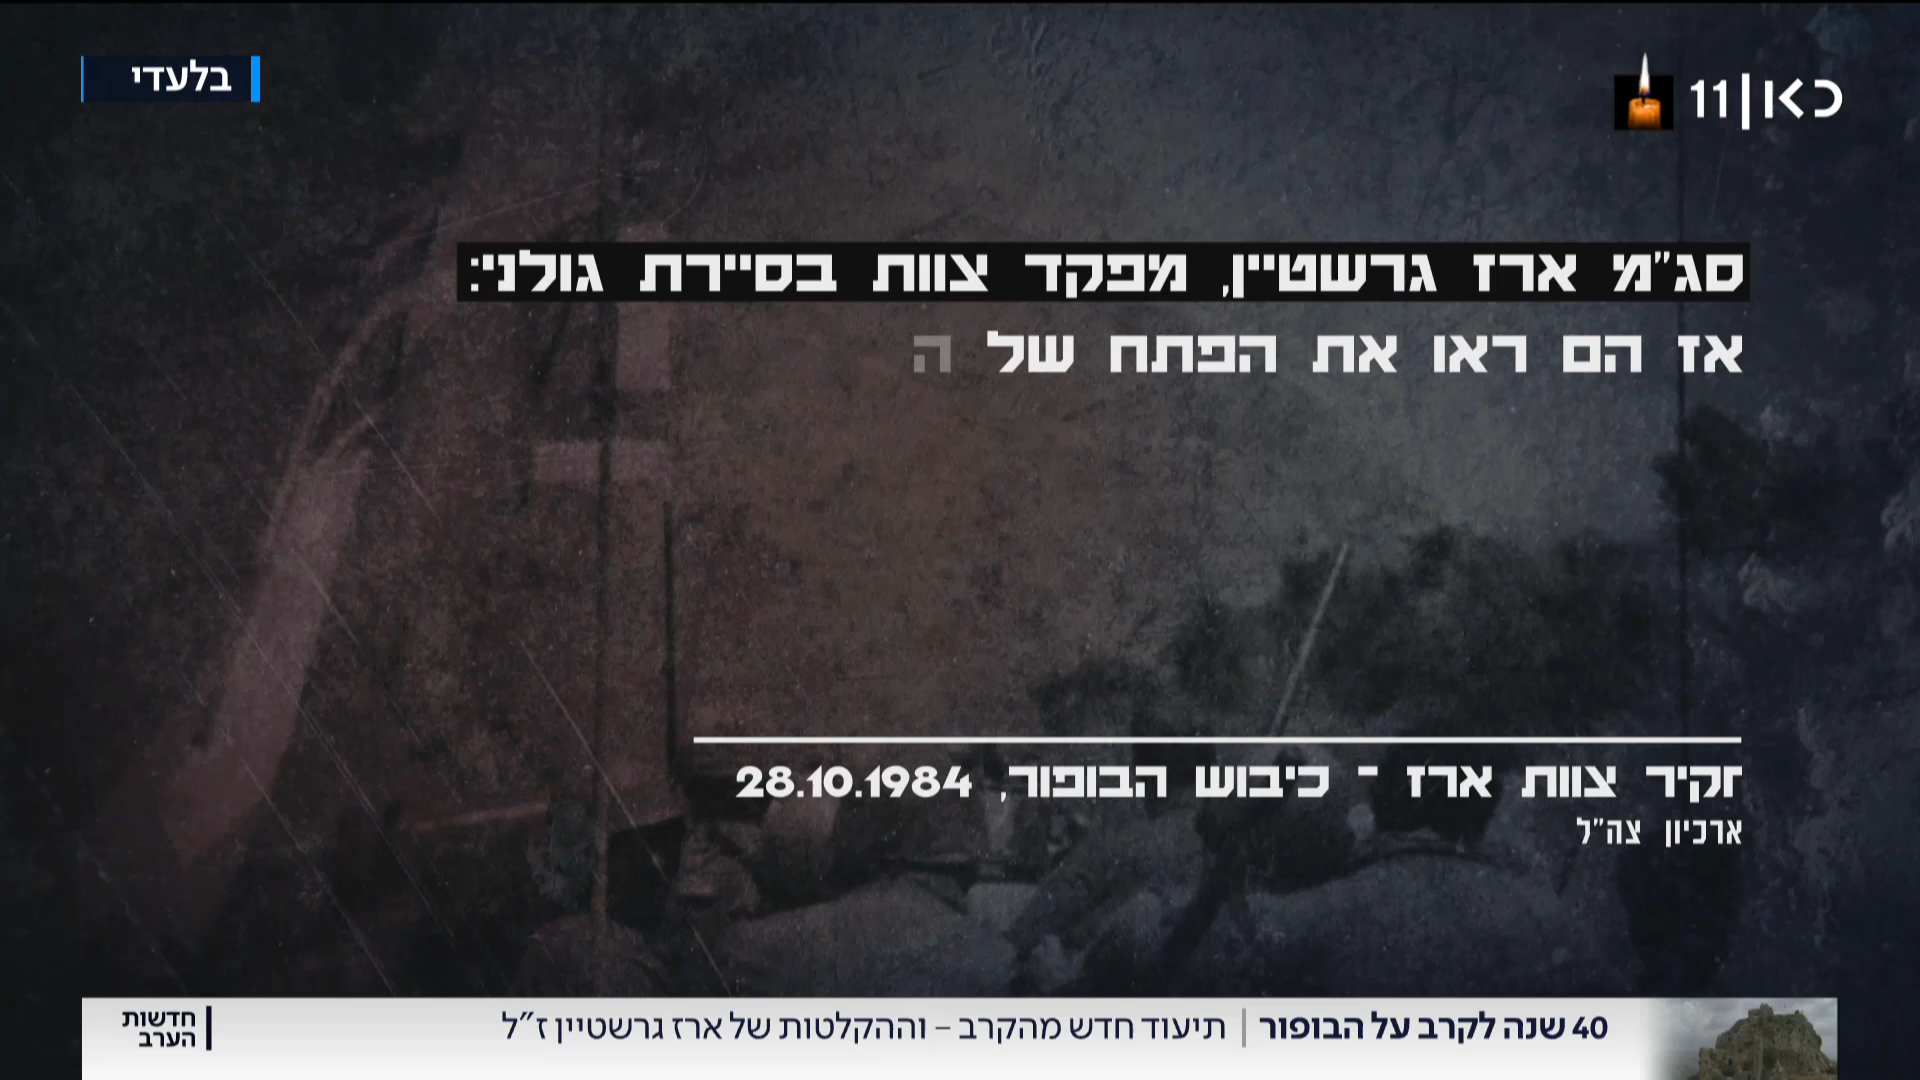 בלעדי
כאן 11
סג"מ ארז גרשטיין, מפקד צוות בסיירת גולני:
אז הם ראו את הפתח של ה
זקיר צוות ארז - כיבוש הבופור, 28.10.1984
ארכיון צה"ל
40 שנה לקרב על הבופור | תיעוד חדש מהקרב – וההקלטות של ארז גרשטיין ז"ל
חדשות
הערב